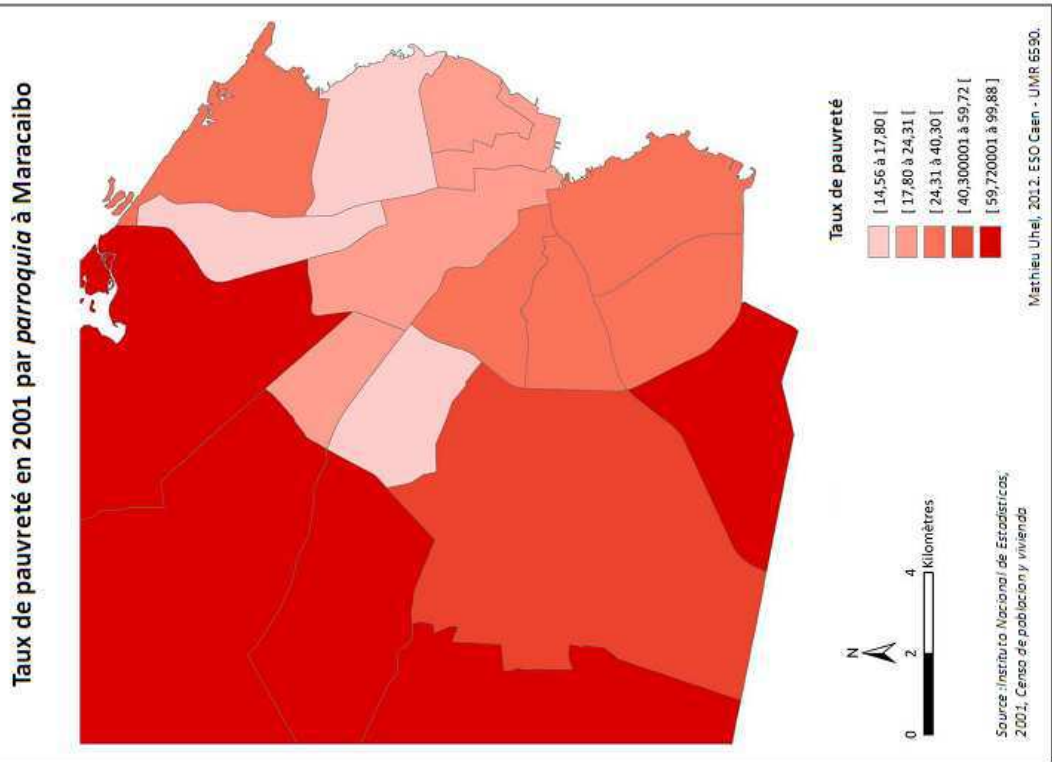 Taux de pauvreté en 2001 par parroquia à Maracaibo
Taux de pauvreté
[ 14,56 à 17,80 [
[ 17,80 à 24,31 [
[ 24,31 à 40,30 [
[ 40,300001 à 59,72 [
[ 59,720001 à 99,88 ]
N
0 2 4
Kilomètres
Source :Instituto Nacional de Estadisticas,
2001, Censo de poblacion y vivienda
Mathieu Uhel, 2012. ESO Caen - UMR 6590.